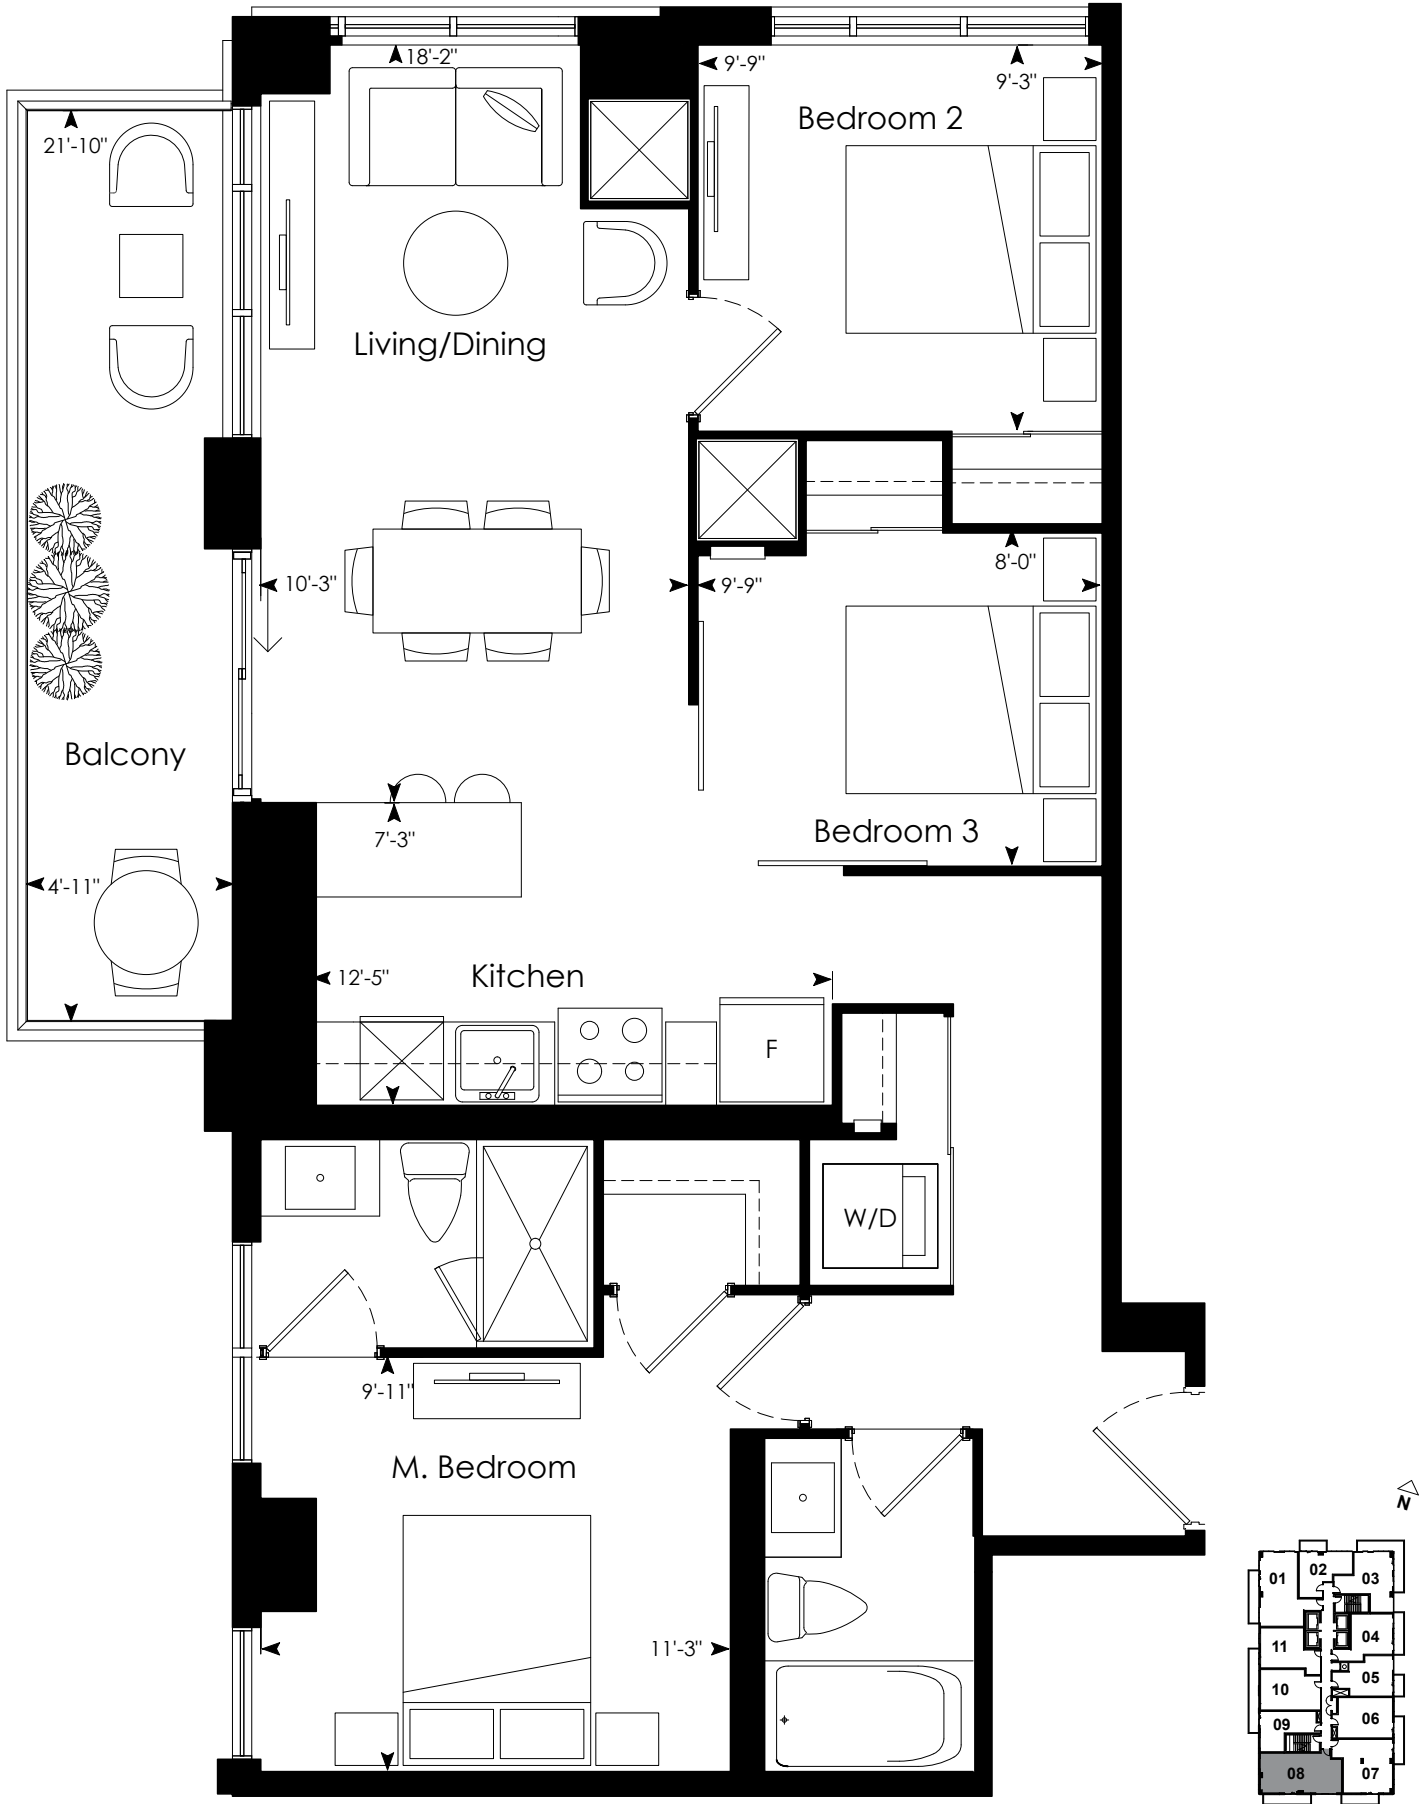 18'-2"
9'-9"
9'-3"
Bedroom 2
21'-10"
Living/Dining
10'-3"
9'-9"
8'-0"
Balcony
7'-3"
Bedroom 3
4'-11"
12'-5"
Kitchen
F
W/D
9'-11"
M. Bedroom
11'-3"
N
01
02
03
04
11
05
10
06
09
08
07